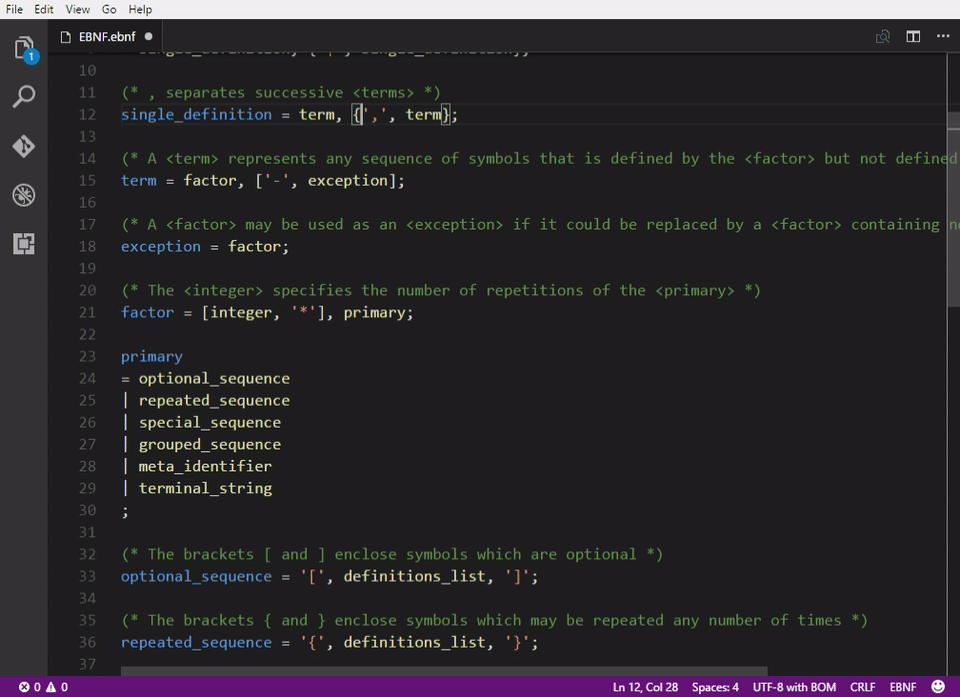 File Edit View Go Help
EBNF.ebnf
1
10
11 (* , separates successive <terms> *)
12 single_definition = term, {',', term};
13
14 (* A <term> represents any sequence of symbols that is defined by the <factor> but not defined
15 term = factor, ['-', exception];
16
17 (* A <factor> may be used as an <exception> if it could be replaced by a <factor> containing
18 exception = factor;
19
20 (* The <integer> specifies the number of repetitions of the <primary> *)
21 factor = [integer, '*'], primary;
22
23 primary
24 = optional_sequence
25 | repeated_sequence
26 | special_sequence
27 | grouped_sequence
28 | meta_identifier
29 | terminal_string
30 ;
31
32 (* The brackets [ and ] enclose symbols which are optional *)
33 optional_sequence = '[', definitions_list, ']';
34
35 (* The brackets { and } enclose symbols which may be repeated any number of times *)
36 repeated_sequence = '{', definitions_list, '}';
37
0 0 Ln 12, Col 28 Spaces: 4 UTF-8 with BOM CRLF EBNF